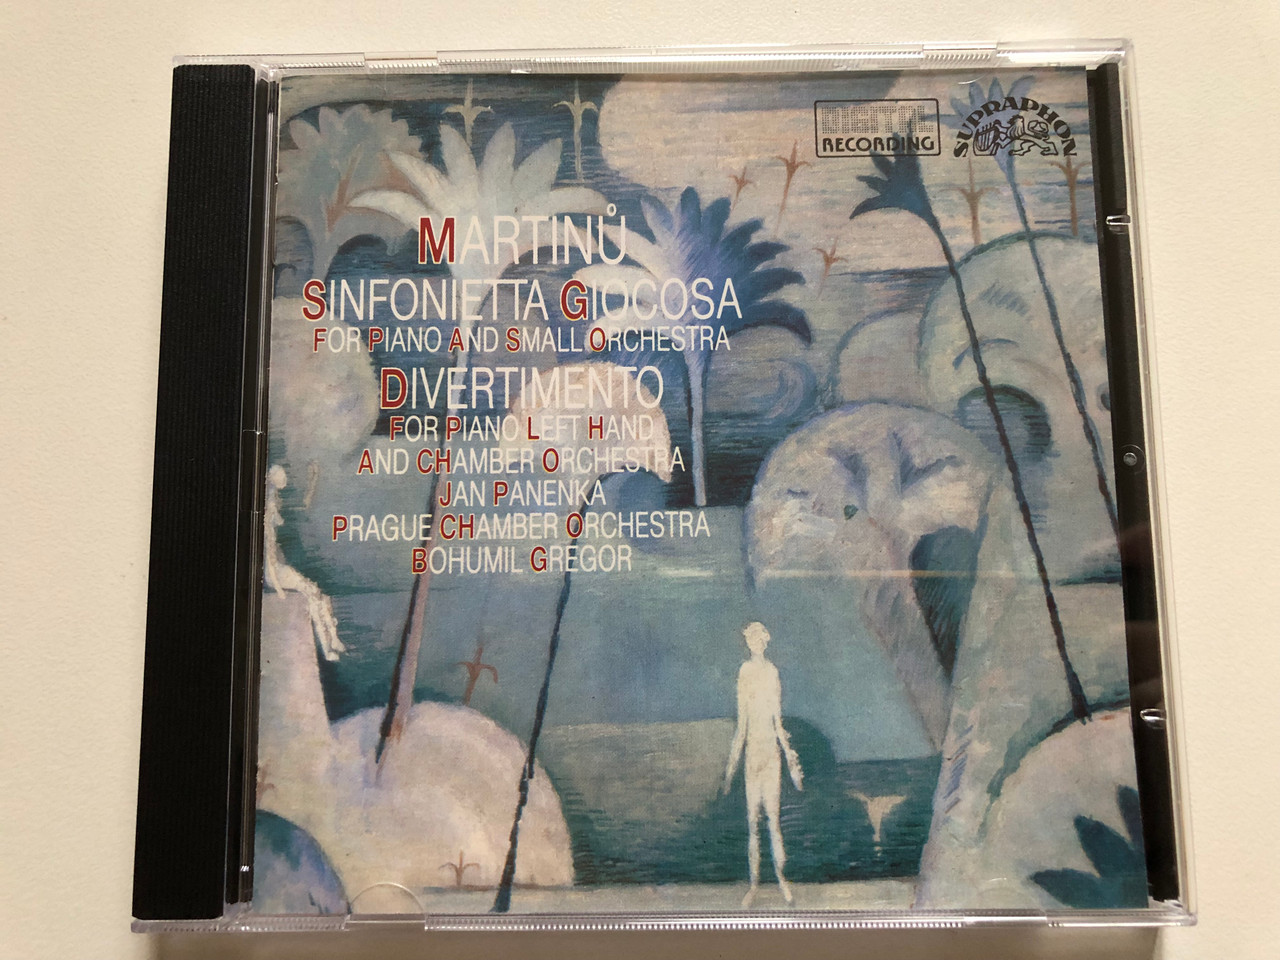 DIGITAL
RECORDING
SUPRAPHON
MARTINŮ
SINFONIETTA GIOCOSA
FOR PIANO AND SMALL ORCHESTRA
DIVERTIMENTO
FOR PIANO LEFT HAND
AND CHAMBER ORCHESTRA
JAN PANENKA
PRAGUE CHAMBER ORCHESTRA
BOHUMIL GREGOR